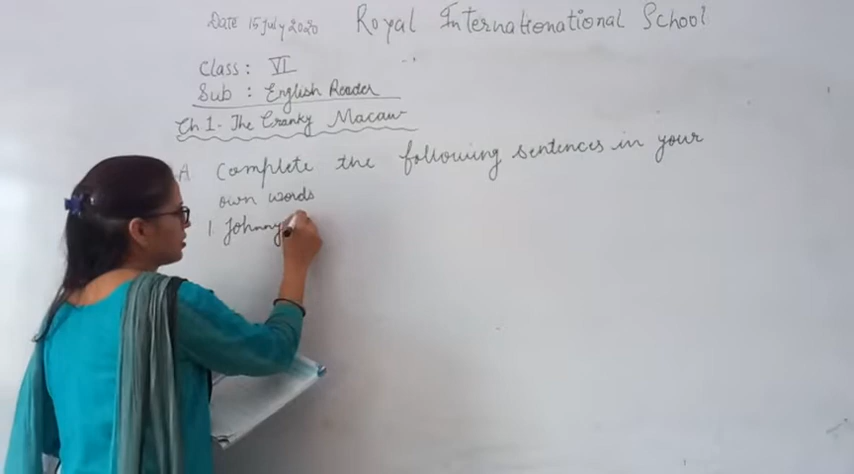 Date 15 July 2020 Royal International School
Class : VI
Sub : English Reader
Ch 1 - The Cranky Macaw
A Complete the following sentences in your
own words
1 Johnny